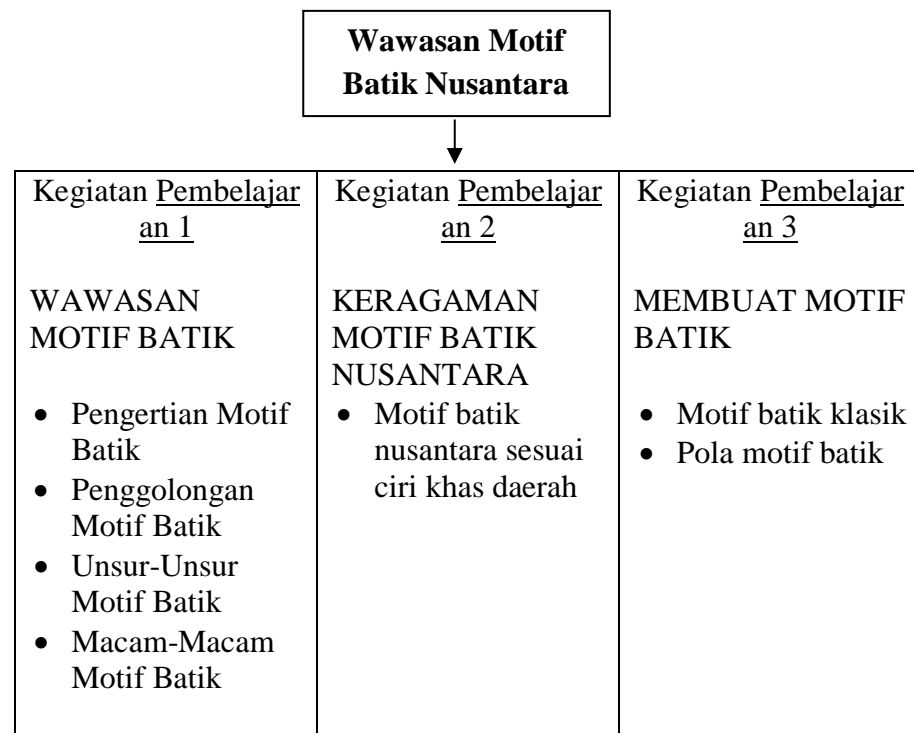 Wawasan Motif
Batik Nusantara
Kegiatan Pembelajar
an 1
WAWASAN
MOTIF BATIK
• Pengertian Motif
Batik
• Penggolongan
Motif Batik
• Unsur-Unsur
Motif Batik
• Macam-Macam
Motif Batik
Kegiatan Pembelajar
an 2
KERAGAMAN
MOTIF BATIK
NUSANTARA
• Motif batik
nusantara sesuai
ciri khas daerah
Kegiatan Pembelajar
an 3
MEMBUAT MOTIF
BATIK
• Motif batik klasik
• Pola motif batik